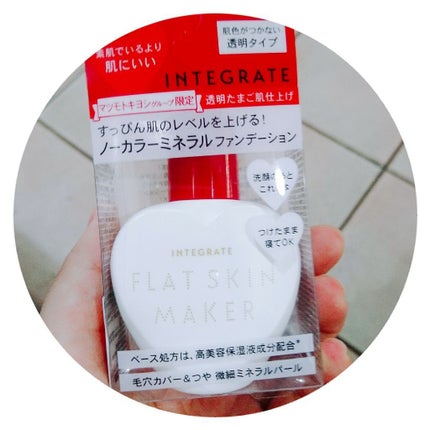 素肌でいるより
肌にいい
肌色がつかない
透明タイプ
INTEGRATE
マツモトキヨシグループ限定
透明たまご肌仕上げ
すっぴん肌のレベルを上げる!
ノーカラーミネラルファンデーション
洗顔のあと
これ1本
つけたまま
寝てOK
INTEGRATE
FLAT SKIN
MAKER
ベース処方は、高美容保湿液成分配合*
毛穴カバー&つや 微細ミネラルパール